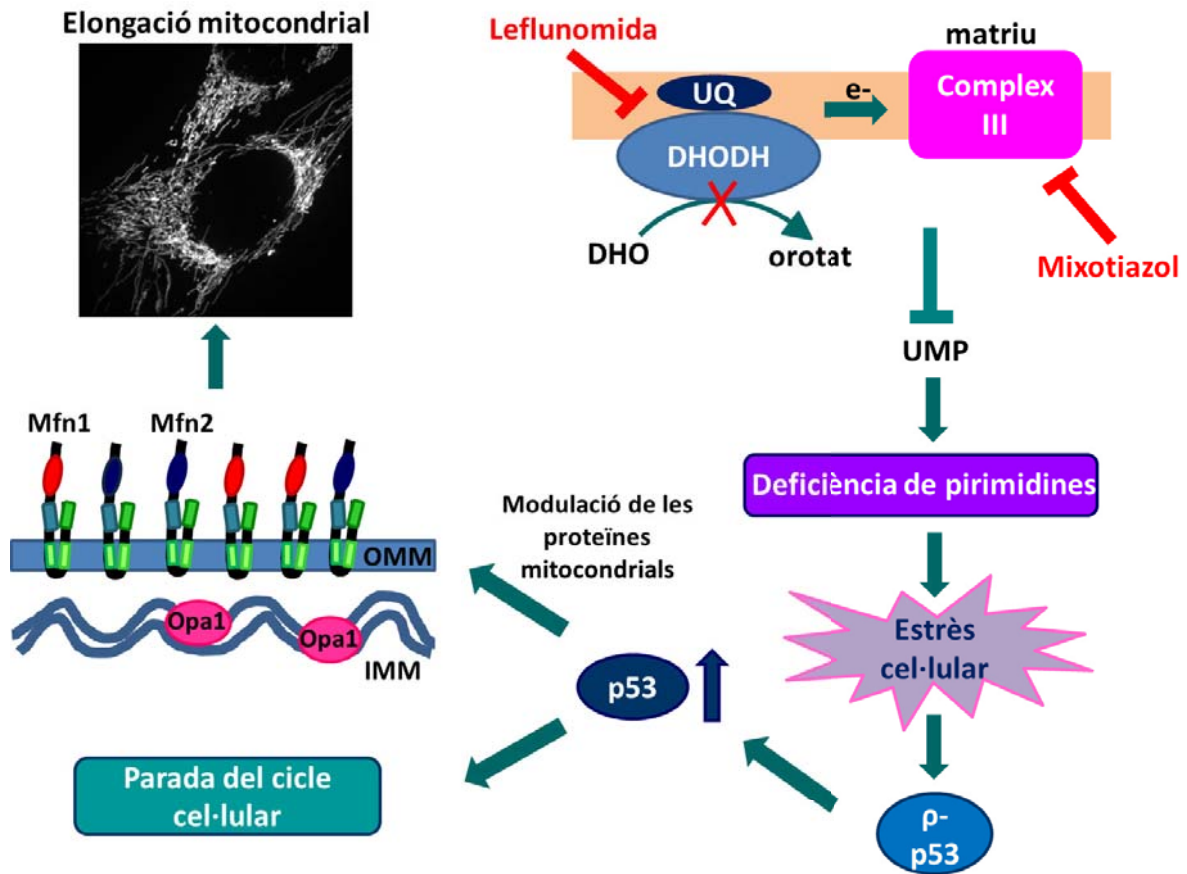 Elongació mitocondrial
Leflunomida
matriu
UQ
e-
Complex
III
DHODH
DHO
orotat
Mixotiazol
UMP
Mfn1
Mfn2
Deficiència de pirimidines
Modulació de les
proteïnes
mitocondrials
OMM
Opa1
Opa1
IMM
Estrès
cel·lular
p53
Parada del cicle
cel·lular
ρ-
p53